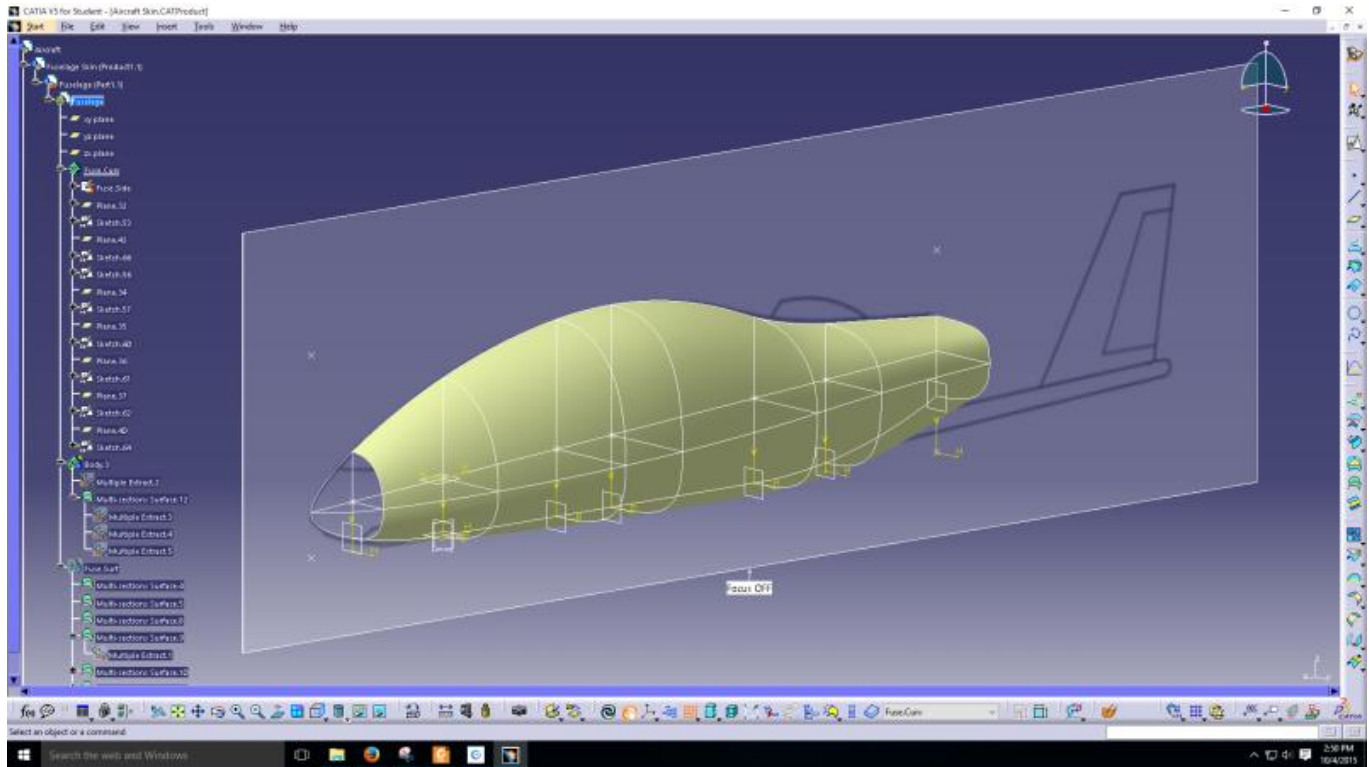 CATIA V5 for Student - [Aircraft Skin.CATProduct]
Start File Edit View Insert Tools Window Help
Aircraft
Fuselage Skin (Product1.1)
Fuselage (Part1.1)
Fuselage
xy plane
yz plane
zx plane
Fuse.Cam
Fuse.Side
Plane.32
Sketch.53
Plane.45
Sketch.66
Sketch.56
Plane.34
Sketch.57
Plane.35
Sketch.60
Plane.36
Sketch.61
Plane.37
Sketch.62
Plane.40
Sketch.64
Body.3
Multiple Extract.2
Multi-sections Surface.12
Multiple Extract.3
Multiple Extract.4
Multiple Extract.5
Fuse Surf
Multi-sections Surface.4
Multi-sections Surface.5
Multi-sections Surface.8
Multi-sections Surface.9
Multiple Extract.1
Multi-sections Surface.10
Focus OFF
Fuse.Cam
Select an object or a command
Search the web and Windows
2:50 PM
10/4/2015